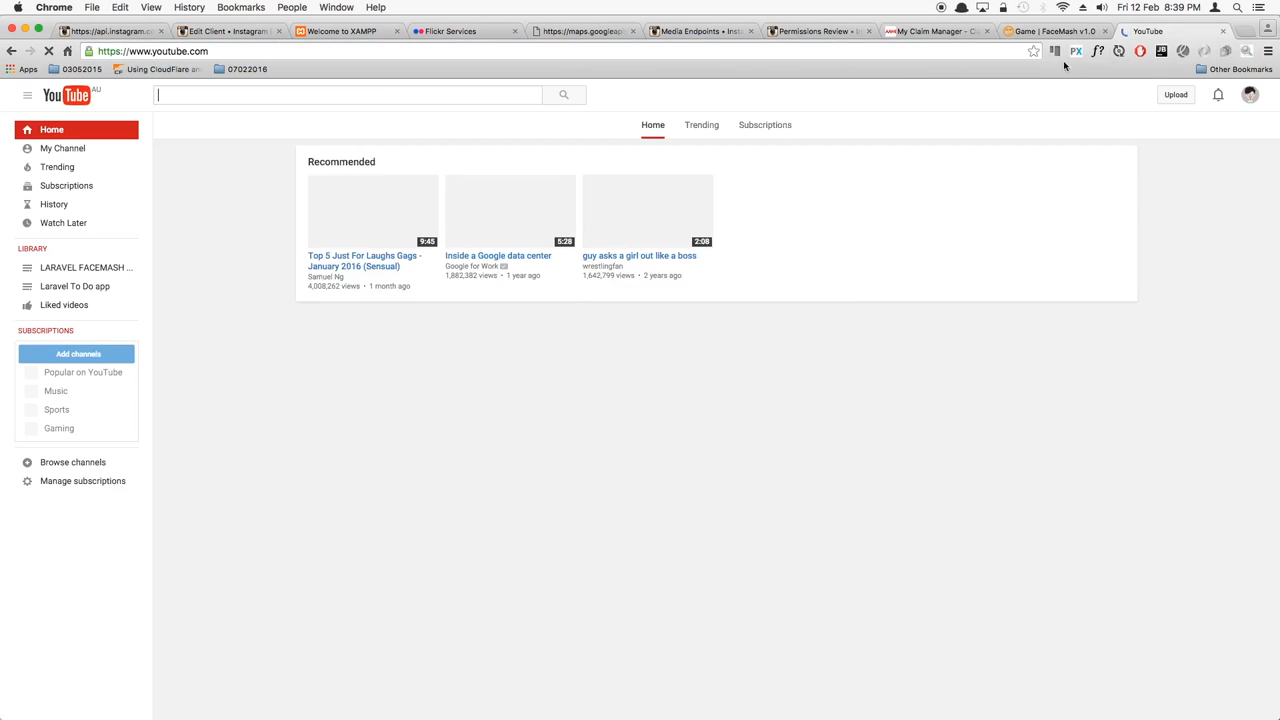 Chrome File Edit View History Bookmarks People Window Help Fri 12 Feb 8:39 PM
https://api.instagram.c Edit Client • Instagram Welcome to XAMPP Flickr Services https://maps.googleapi Media Endpoints • Inst Permissions Review • In My Claim Manager - Cl Game | FaceMash v1.0 YouTube
https://www.youtube.com PX f?
Apps 03052015 Using CloudFlare and 07022016 Other Bookmarks
YouTube AU Upload
Home Home Trending Subscriptions
My Channel
Trending
Subscriptions
History
Watch Later
LIBRARY
LARAVEL FACEMASH ...
Laravel To Do app
Liked videos
SUBSCRIPTIONS
Add channels
Popular on YouTube
Music
Sports
Gaming
Browse channels
Manage subscriptions
Recommended
9:45 5:28 2:08
Top 5 Just For Laughs Gags -
January 2016 (Sensual)
Samuel Ng
4,008,262 views • 1 month ago
Inside a Google data center
Google for Work
1,882,382 views • 1 year ago
guy asks a girl out like a boss
wrestlingfan
1,642,799 views • 2 years ago